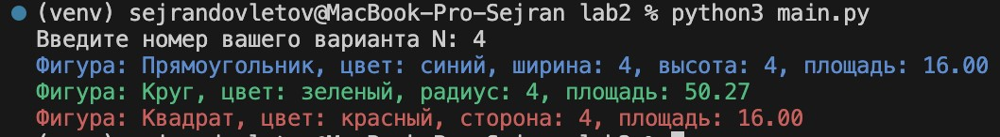 (venv) sejrandovletov@MacBook-Pro-Sejran lab2 % python3 main.py
Введите номер вашего варианта N: 4
Фигура: Прямоугольник, цвет: синий, ширина: 4, высота: 4, площадь: 16.00
Фигура: Круг, цвет: зеленый, радиус: 4, площадь: 50.27
Фигура: Квадрат, цвет: красный, сторона: 4, площадь: 16.00